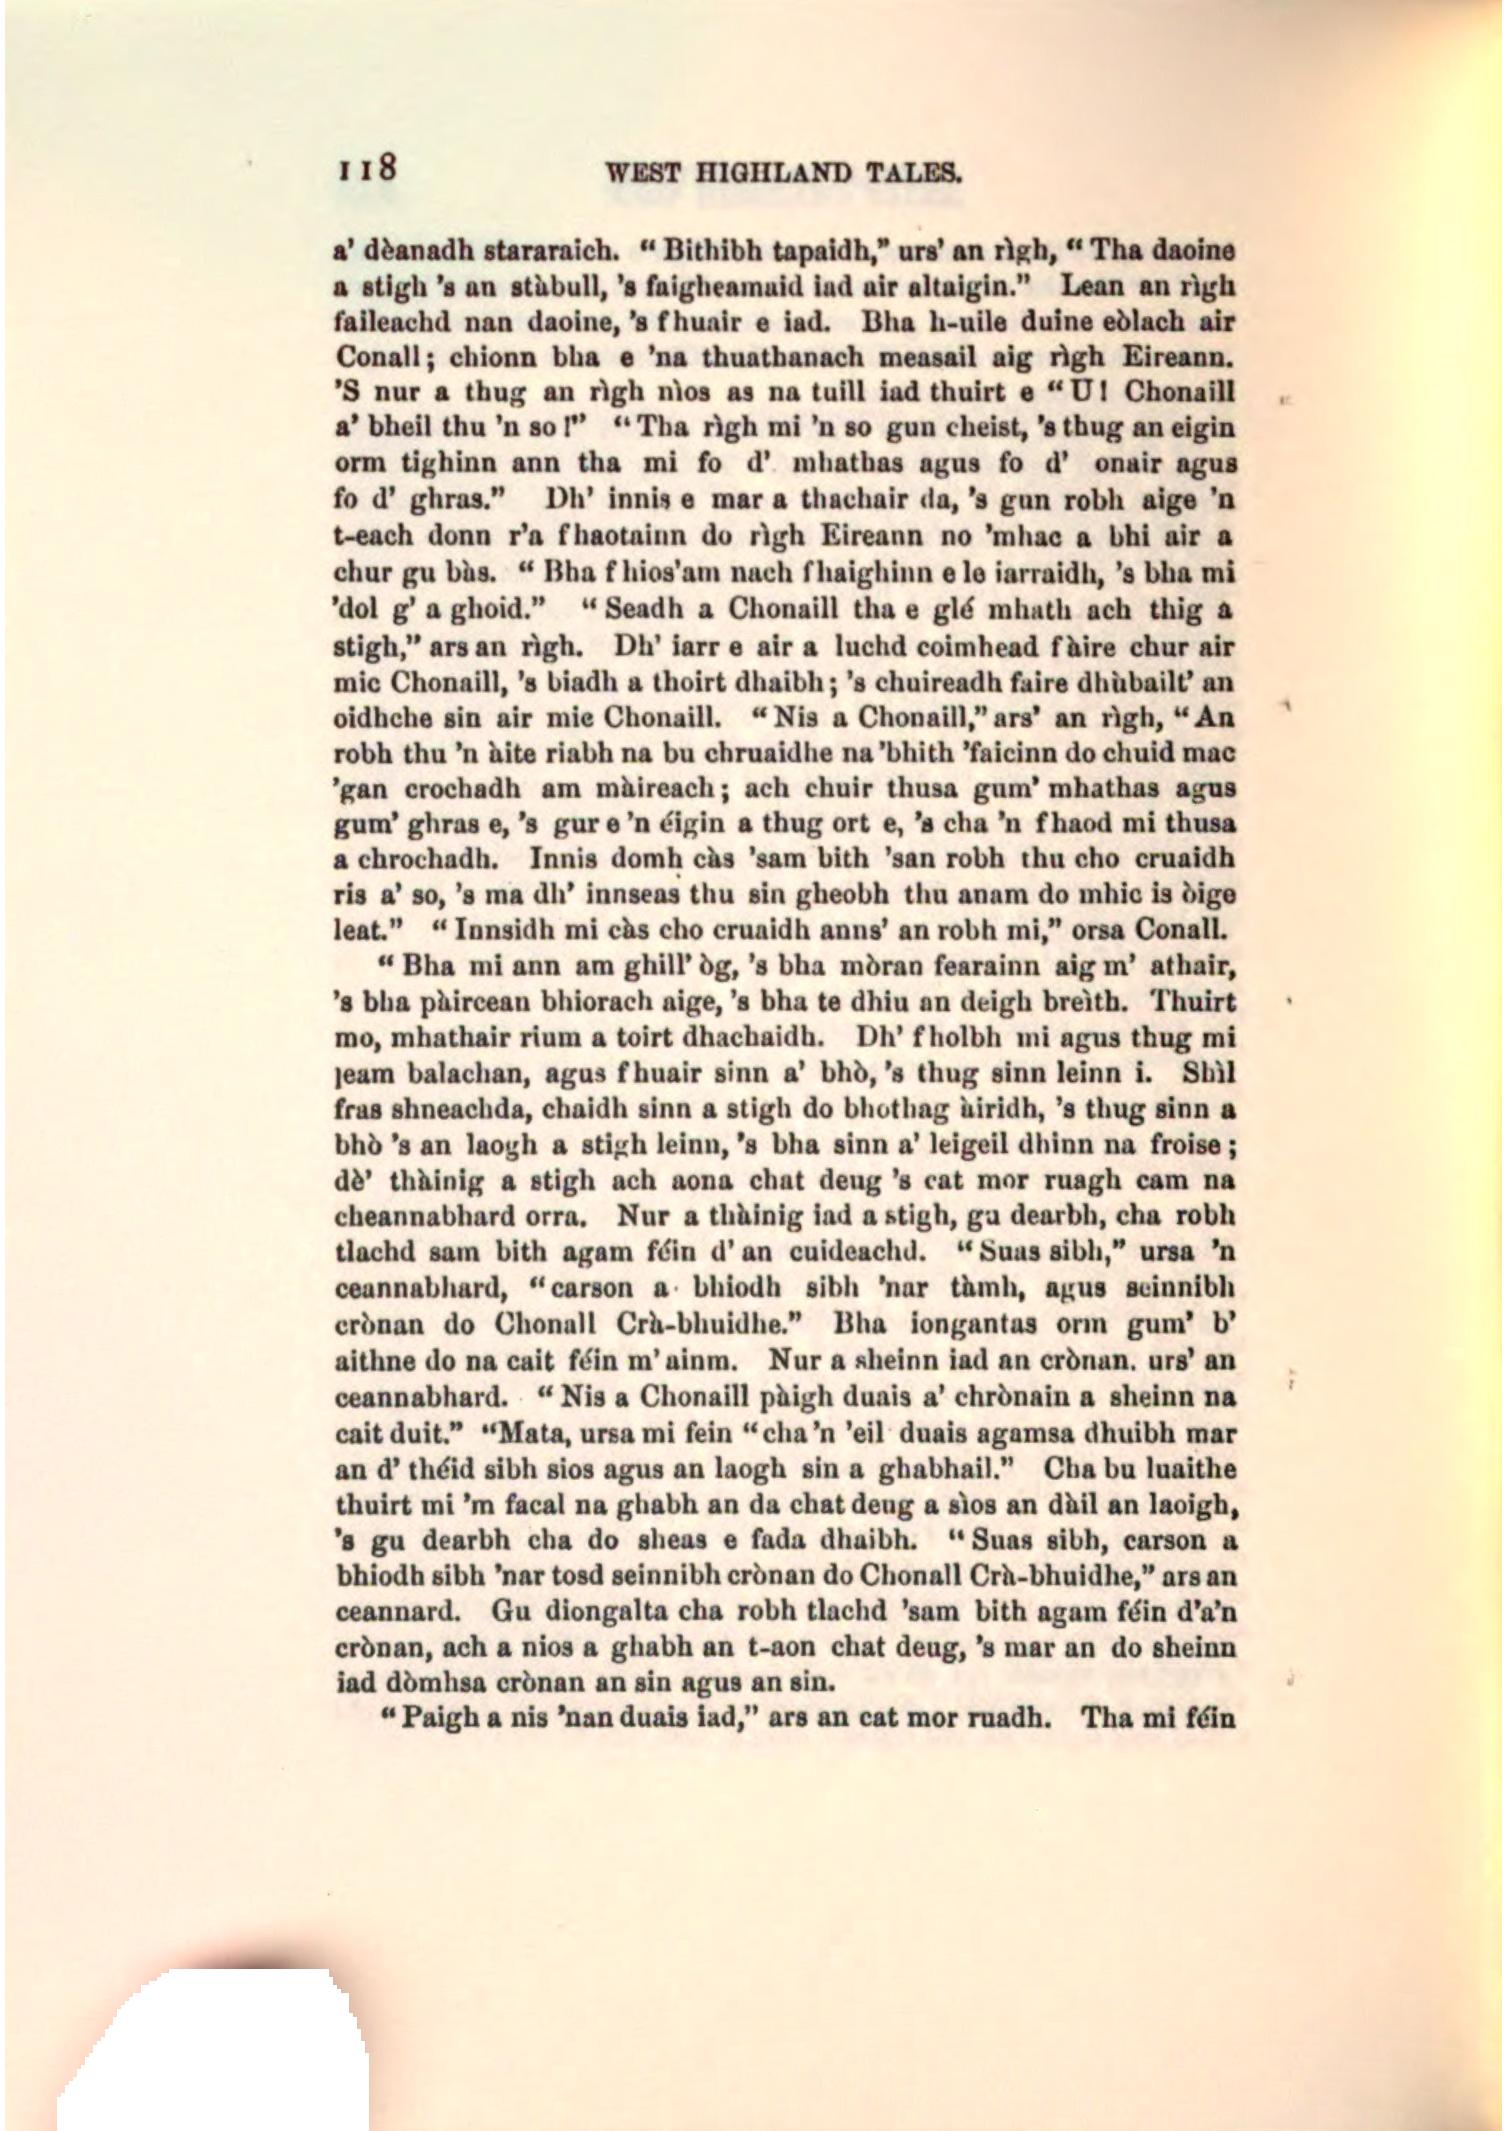 118 WEST HIGHLAND TALES.
a' dèanadh stararaich. “Bithibh tapaidh,” urs' an rìgh, “Tha daoine
a stigh 's an stùbull, 's faigheamaid iad air altaigin.” Lean an rìgh
faileachd nan daoine, 's fhuair e iad. Bha h-uile duine eòlach air
Conall; chionn bha e 'na thuathanach measail aig rìgh Eireann.
'S nur a thug an rìgh nìos as na tuill iad thuirt e “U! Chonaill
a' bheil thu 'n so!” “Tha rìgh mi 'n so gun cheist, 's thug an eigin
orm tighinn ann tha mi fo d' mhathas agus fo d' onair agus
fo d' ghras.” Dh' innis e mar a thachair da, 's gun robh aige 'n
t-each donn r'a fhaotainn do rìgh Eireann no 'mhac a bhi air a
chur gu bàs. “Bha fhios'am nach fhaighinn e le iarraidh, 's bha mi
'dol g' a ghoid.” “Seadh a Chonaill tha e glé mhath ach thig a
stigh,” ars an rìgh. Dh' iarr e air a luchd coimhead fàire chur air
mic Chonaill, 's biadh a thoirt dhaibh; 's chuireadh faire dhùbailt' an
oidhche sin air mic Chonaill. “Nis a Chonaill,” ars' an rìgh, “An
robh thu 'n àite riabh na bu chruaidhe na 'bhith 'faicinn do chuid mac
'gan crochadh am màireach; ach chuir thusa gum' mhathas agus
gum' ghras e, 's gur e 'n éigin a thug ort e, 's cha 'n fhaod mi thusa
a chrochadh. Innis domh càs 'sam bith 'san robh thu cho cruaidh
ris a' so, 's ma dh' innseas thu sin gheobh thu anam do mhic is òige
leat.” “Innsidh mi càs cho cruaidh anns' an robh mi,” orsa Conall.
“Bha mi ann am ghill' òg, 's bha mòran fearainn aig m' athair,
's bha pàircean bhiorach aige, 's bha te dhiu an deigh breìth. Thuirt
mo, mhathair rium a toirt dhachaidh. Dh' fholbh mi agus thug mi
leam balachan, agus fhuair sinn a' bhò, 's thug sinn leinn i. Shìl
fras shneachda, chaidh sinn a stigh do bhothag àiridh, 's thug sinn a
bhò 's an laogh a stigh leinn, 's bha sinn a' leigeil dhinn na froise;
dè' thàinig a stigh ach aona chat deug 's cat mor ruagh cam na
cheannabhard orra. Nur a thàinig iad a stigh, gu dearbh, cha robh
tlachd sam bith agam féin d' an cuideachd. “Suas sibh,” ursa 'n
ceannabhard, “carson a bhiodh sibh 'nar tàmh, agus seinnibh
crònan do Chonall Crà-bhuidhe.” Bha iongantas orm gum' b'
aithne do na cait féin m' ainm. Nur a sheinn iad an crònan. urs' an
ceannabhard. “Nis a Chonaill pàigh duais a' chrònain a sheinn na
cait duit.” “Mata, ursa mi fein “cha 'n 'eil duais agamsa dhuibh mar
an d' théid sibh sios agus an laogh sin a ghabhail.” Cha bu luaithe
thuirt mi 'm facal na ghabh an da chat deug a sìos an dàil an laoigh,
's gu dearbh cha do sheas e fada dhaibh. “Suas sibh, carson a
bhiodh sibh 'nar tosd seinnibh crònan do Chonall Crà-bhuidhe,” ars an
ceannard. Gu diongalta cha robh tlachd 'sam bith agam féin d'a'n
crònan, ach a nios a ghabh an t-aon chat deug, 's mar an do sheinn
iad dòmhsa crònan an sin agus an sin.
“Paigh a nis 'nan duais iad,” ars an cat mor ruadh. Tha mi féin